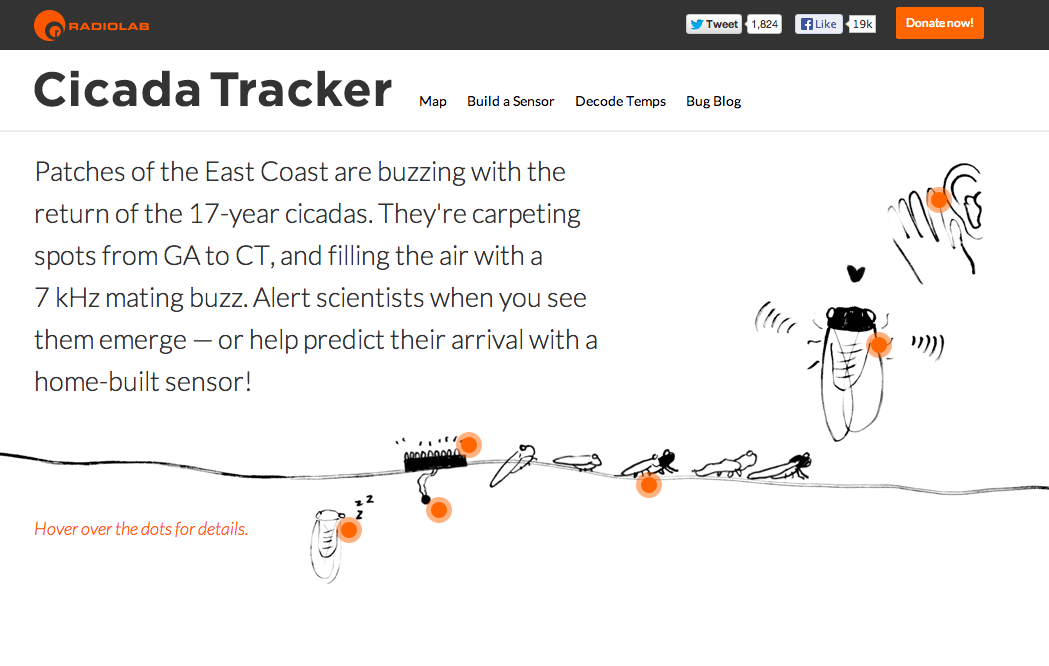 RADIOLAB
Tweet 1,824 Like 19k Donate now!
Cicada Tracker
Map Build a Sensor Decode Temps Bug Blog
Patches of the East Coast are buzzing with the
return of the 17-year cicadas. They're carpeting
spots from GA to CT, and filling the air with a
7 kHz mating buzz. Alert scientists when you see
them emerge — or help predict their arrival with a
home-built sensor!
z z
z
Hover over the dots for details.